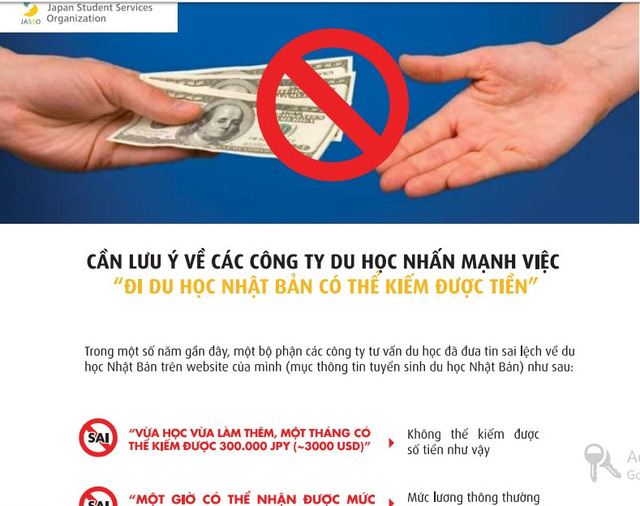 Japan Student Services
JASSO Organization
CẦN LƯU Ý VỀ CÁC CÔNG TY DU HỌC NHẤN MẠNH VIỆC
“ĐI DU HỌC NHẬT BẢN CÓ THỂ KIẾM ĐƯỢC TIỀN”
Trong một số năm gần đây, một bộ phận các công ty tư vấn du học đã đưa tin sai lệch về du
học Nhật Bản trên website của mình (mục thông tin tuyển sinh du học Nhật Bản) như sau:
SAI “VỪA HỌC VỪA LÀM THÊM, MỘT THÁNG CÓ Không thể kiếm được
THỂ KIẾM ĐƯỢC 300.000 JPY (~3000 USD)” số tiền như vậy
SAI “MỘT GIỜ CÓ THỂ NHẬN ĐƯỢC MỨC Mức lương thông thường